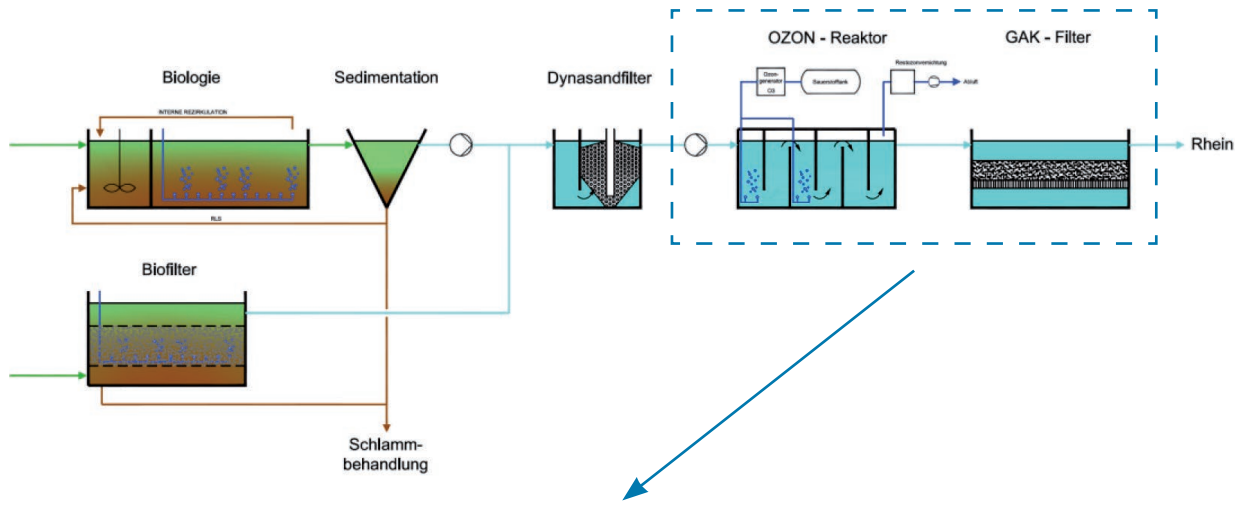 OZON - Reaktor
GAK - Filter
Biologie
Sedimentation
Dynasandfilter
Ozon-
generator
O3
Sauerstofftank
Restozonvernichtung
Abluft
INTERNE REZIRKULATION
Rhein
RLS
Biofilter
Schlamm-
behandlung